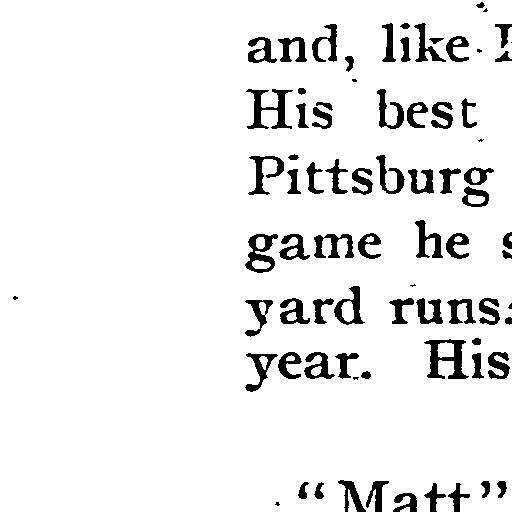 and, like
His best
Pittsburg
game he
yard runs.
year. His
"Matt"